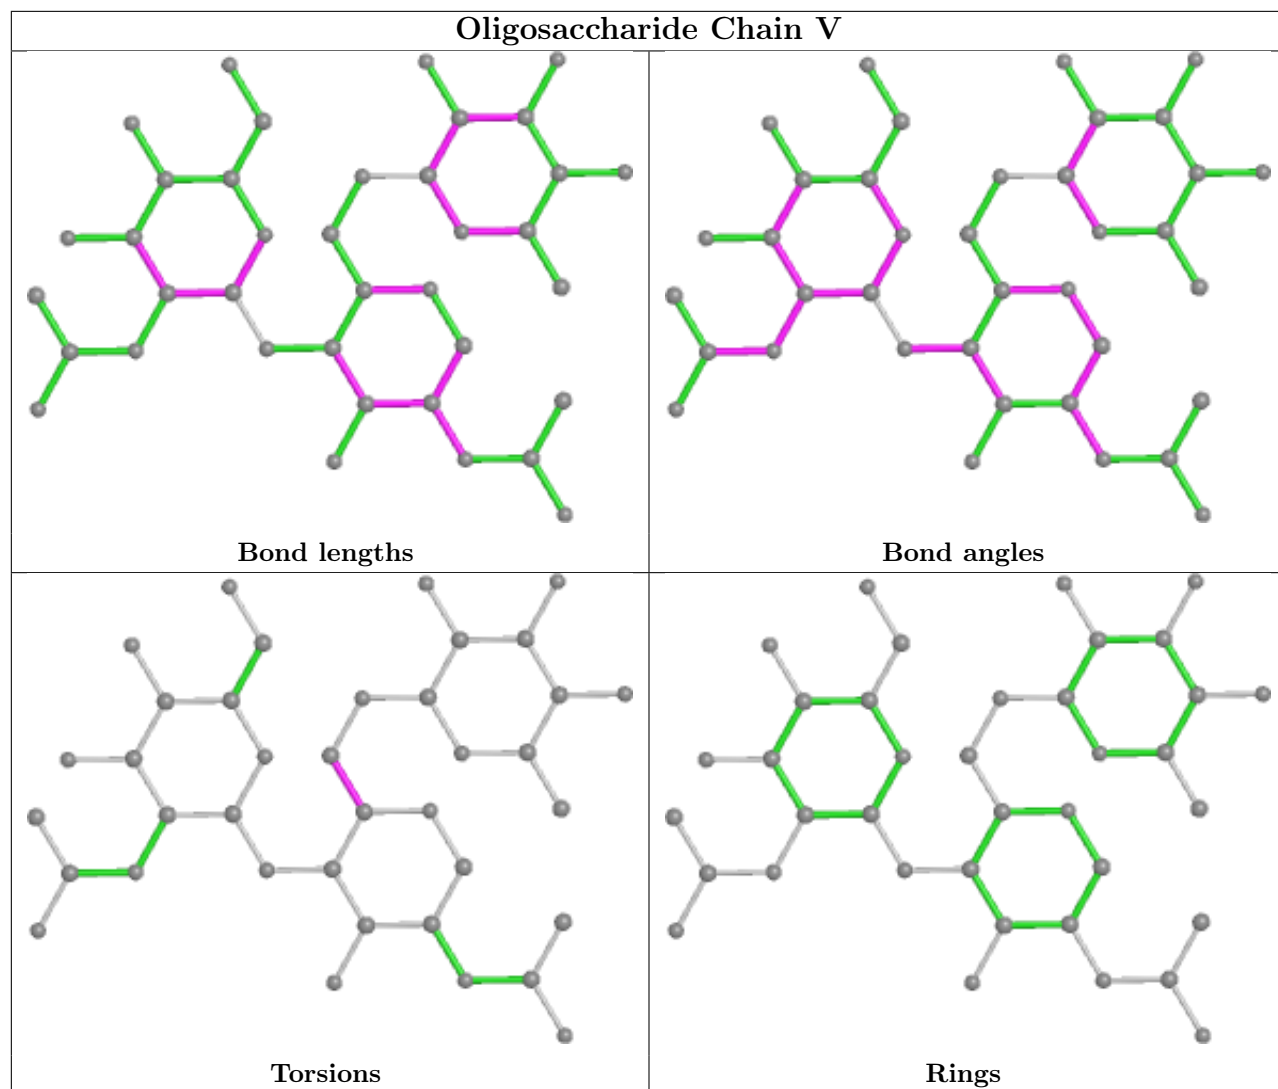 Oligosaccharide Chain V
Bond lengths
Bond angles
Torsions
Rings